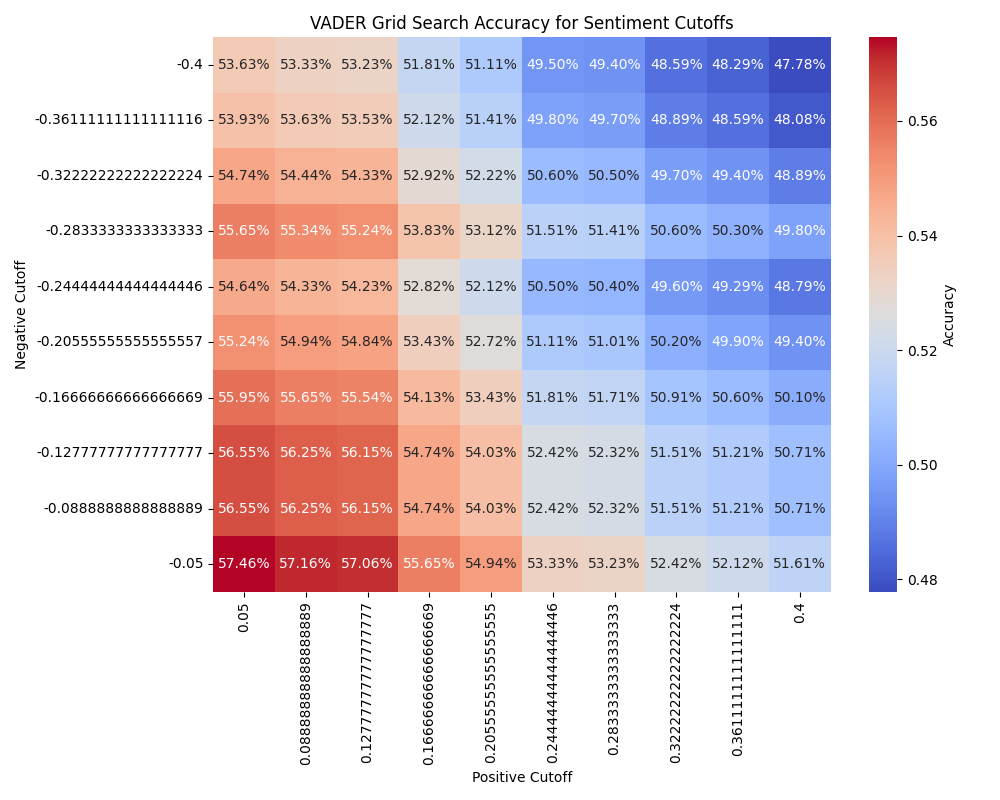 VADER Grid Search Accuracy for Sentiment Cutoffs
-0.4 53.63% 53.33% 53.23% 51.81% 51.11% 49.50% 49.40% 48.59% 48.29% 47.78%
-0.36111111111111116 53.93% 53.63% 53.53% 52.12% 51.41% 49.80% 49.70% 48.89% 48.59% 48.08%
-0.32222222222222224 54.74% 54.44% 54.33% 52.92% 52.22% 50.60% 50.50% 49.70% 49.40% 48.89%
-0.2833333333333333 55.65% 55.34% 55.24% 53.83% 53.12% 51.51% 51.41% 50.60% 50.30% 49.80%
-0.24444444444444446 54.64% 54.33% 54.23% 52.82% 52.12% 50.50% 50.40% 49.60% 49.29% 48.79%
-0.20555555555555557 55.24% 54.94% 54.84% 53.43% 52.72% 51.11% 51.01% 50.20% 49.90% 49.40%
-0.16666666666666669 55.95% 55.65% 55.54% 54.13% 53.43% 51.81% 51.71% 50.91% 50.60% 50.10%
-0.12777777777777777 56.55% 56.25% 56.15% 54.74% 54.03% 52.42% 52.32% 51.51% 51.21% 50.71%
-0.0888888888888889 56.55% 56.25% 56.15% 54.74% 54.03% 52.42% 52.32% 51.51% 51.21% 50.71%
-0.05 57.46% 57.16% 57.06% 55.65% 54.94% 53.33% 53.23% 52.42% 52.12% 51.61%
Negative Cutoff
0.05
0.08888888888888889
0.12777777777777777
0.16666666666666669
0.20555555555555555
0.24444444444444446
0.2833333333333333
0.32222222222222224
0.3611111111111111
0.4
Positive Cutoff
0.56
0.54
0.52
0.50
0.48
Accuracy